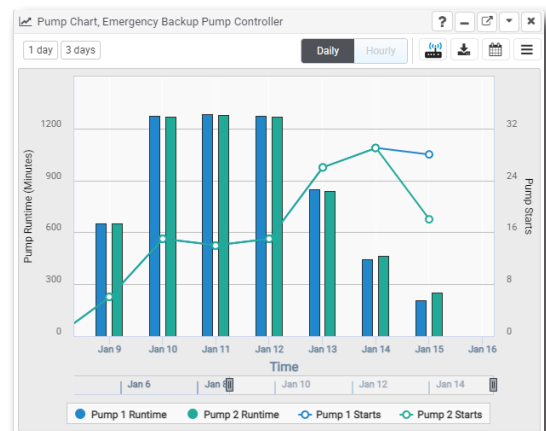 Pump Chart, Emergency Backup Pump Controller
?
1 day 3 days Daily Hourly
1200 32
900 24
600 16
300 8
0 0
Pump Runtime (Minutes)
Pump Starts
Jan 9 Jan 10 Jan 11 Jan 12 Jan 13 Jan 14 Jan 15 Jan 16
Time
Jan 6 Jan 8 Jan 10 Jan 12 Jan 14
Pump 1 Runtime Pump 2 Runtime Pump 1 Starts Pump 2 Starts